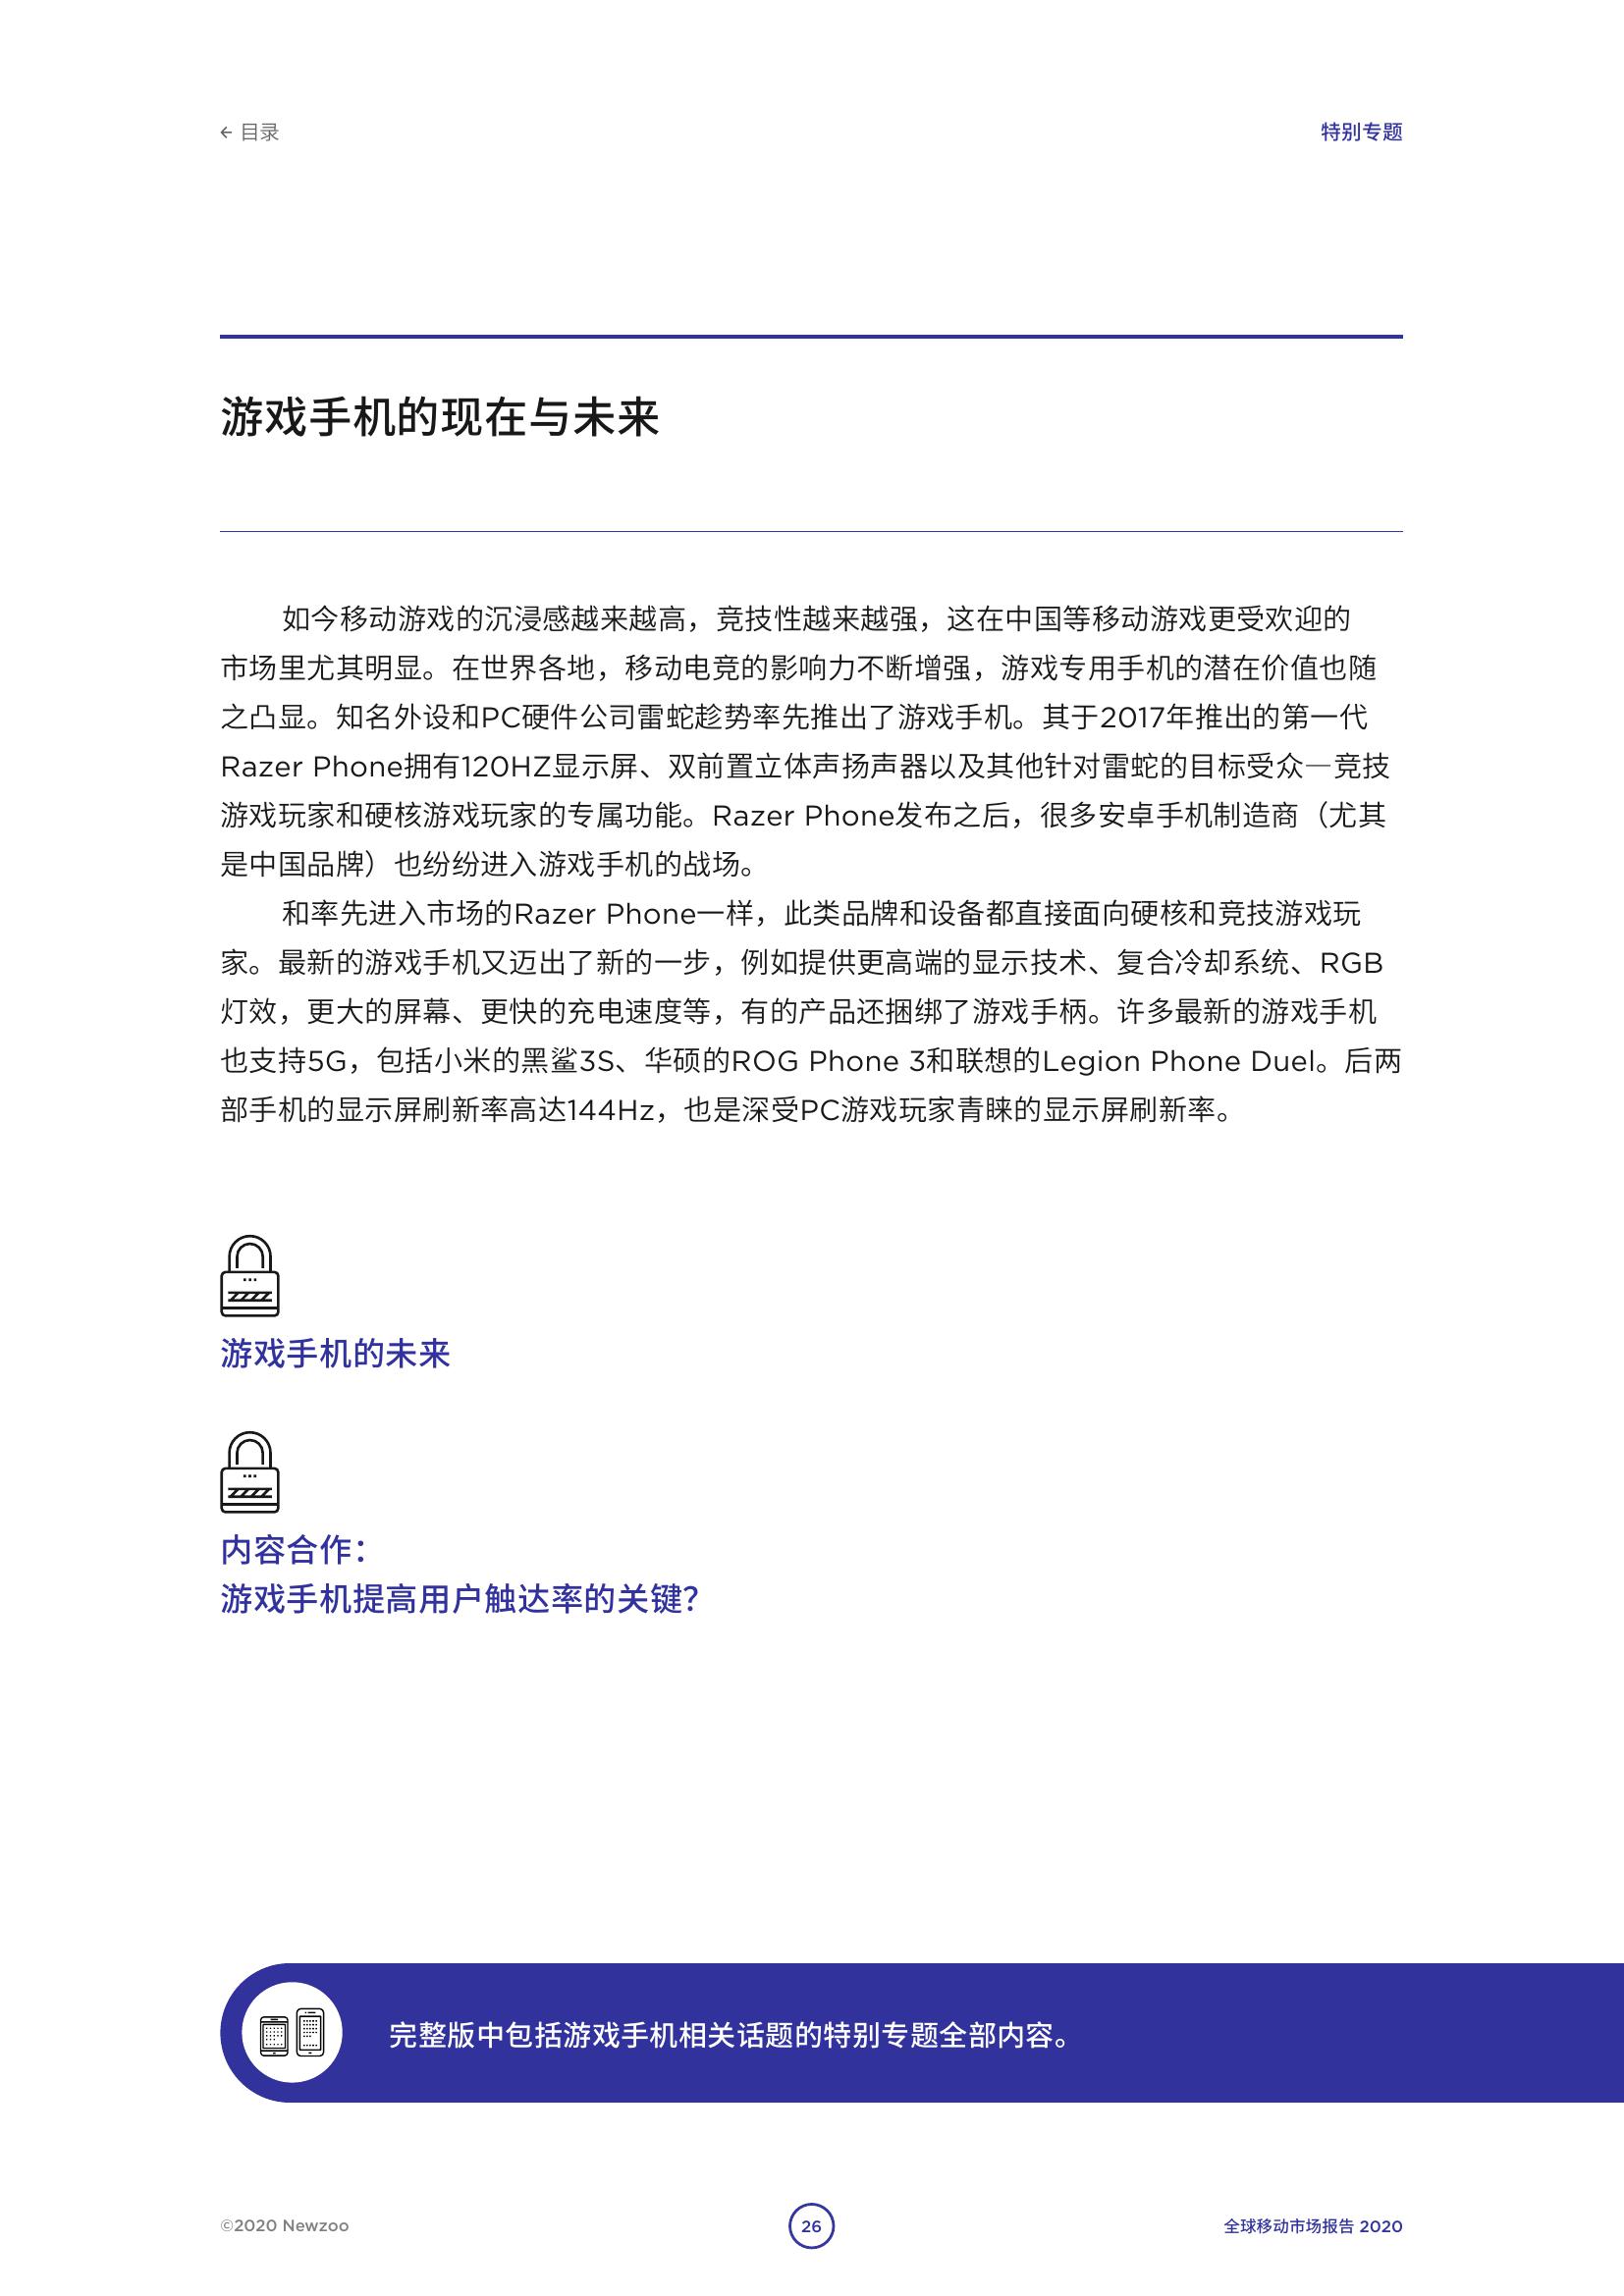 ← 目录
特别专题
游戏手机的现在与未来
如今移动游戏的沉浸感越来越高，竞技性越来越强，这在中国等移动游戏更受欢迎的
市场里尤其明显。在世界各地，移动电竞的影响力不断增强，游戏专用手机的潜在价值也随
之凸显。知名外设和PC硬件公司雷蛇趁势率先推出了游戏手机。其于2017年推出的第一代
Razer Phone拥有120HZ显示屏、双前置立体声扬声器以及其他针对雷蛇的目标受众—竞技
游戏玩家和硬核游戏玩家的专属功能。Razer Phone发布之后，很多安卓手机制造商（尤其
是中国品牌）也纷纷进入游戏手机的战场。
和率先进入市场的Razer Phone一样，此类品牌和设备都直接面向硬核和竞技游戏玩
家。最新的游戏手机又迈出了新的一步，例如提供更高端的显示技术、复合冷却系统、RGB
灯效，更大的屏幕、更快的充电速度等，有的产品还捆绑了游戏手柄。许多最新的游戏手机
也支持5G，包括小米的黑鲨3S、华硕的ROG Phone 3和联想的Legion Phone Duel。后两
部手机的显示屏刷新率高达144Hz，也是深受PC游戏玩家青睐的显示屏刷新率。
游戏手机的未来
内容合作：
游戏手机提高用户触达率的关键？
完整版中包括游戏手机相关话题的特别专题全部内容。
©2020 Newzoo
26
全球移动市场报告 2020